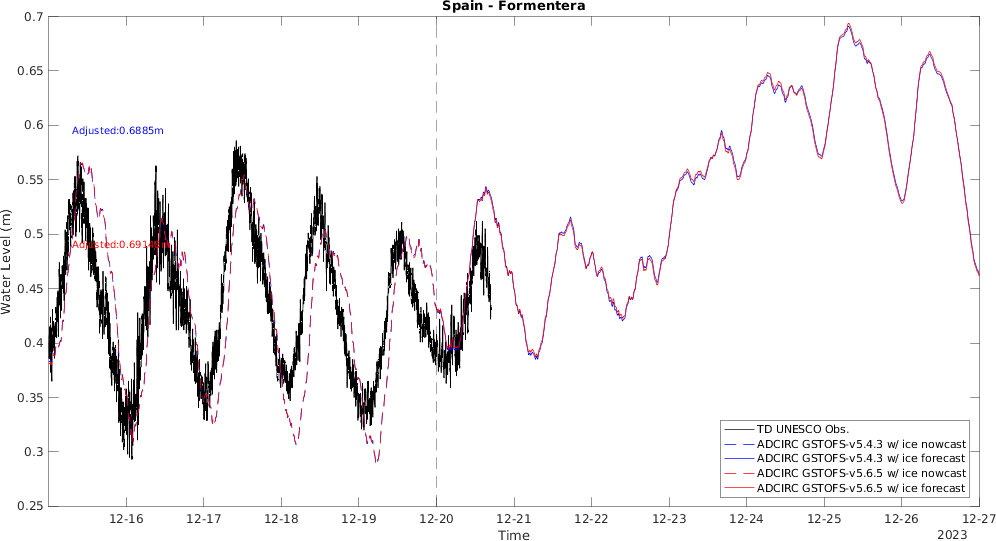 Spain - Formentera
Water Level (m)
0.7
0.65
0.6
0.55
0.5
0.45
0.4
0.35
0.3
0.25
Adjusted:0.6885m
12-16
12-17
12-18
12-19
12-20
12-21
12-22
12-23
12-24
12-25
12-26
12-27
Time
2023
TD UNESCO Obs.
ADCIRC GSTOFS-v5.4.3 w/ ice nowcast
ADCIRC GSTOFS-v5.4.3 w/ ice forecast
ADCIRC GSTOFS-v5.6.5 w/ ice nowcast
ADCIRC GSTOFS-v5.6.5 w/ ice forecast